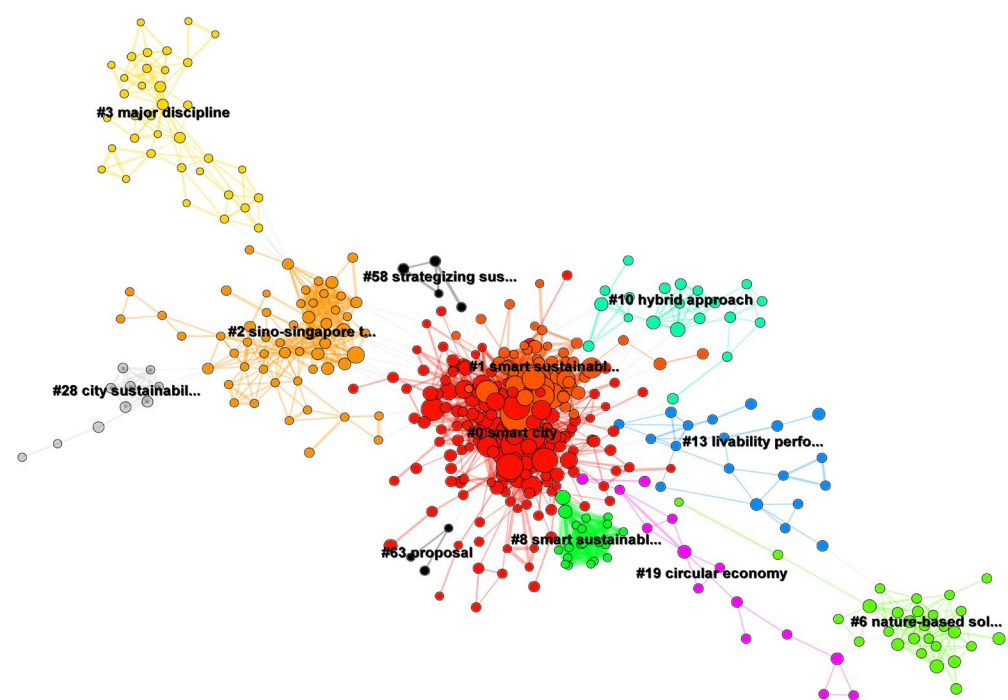 #3 major discipline
#58 strategizing sus...
#10 hybrid approach
#2 sino-singapore t...
#1 smart sustainabl...
#28 city sustainabil...
#0 smart city
#13 livability perfo...
#8 smart sustainabl...
#63 proposal
#19 circular economy
#6 nature-based sol...